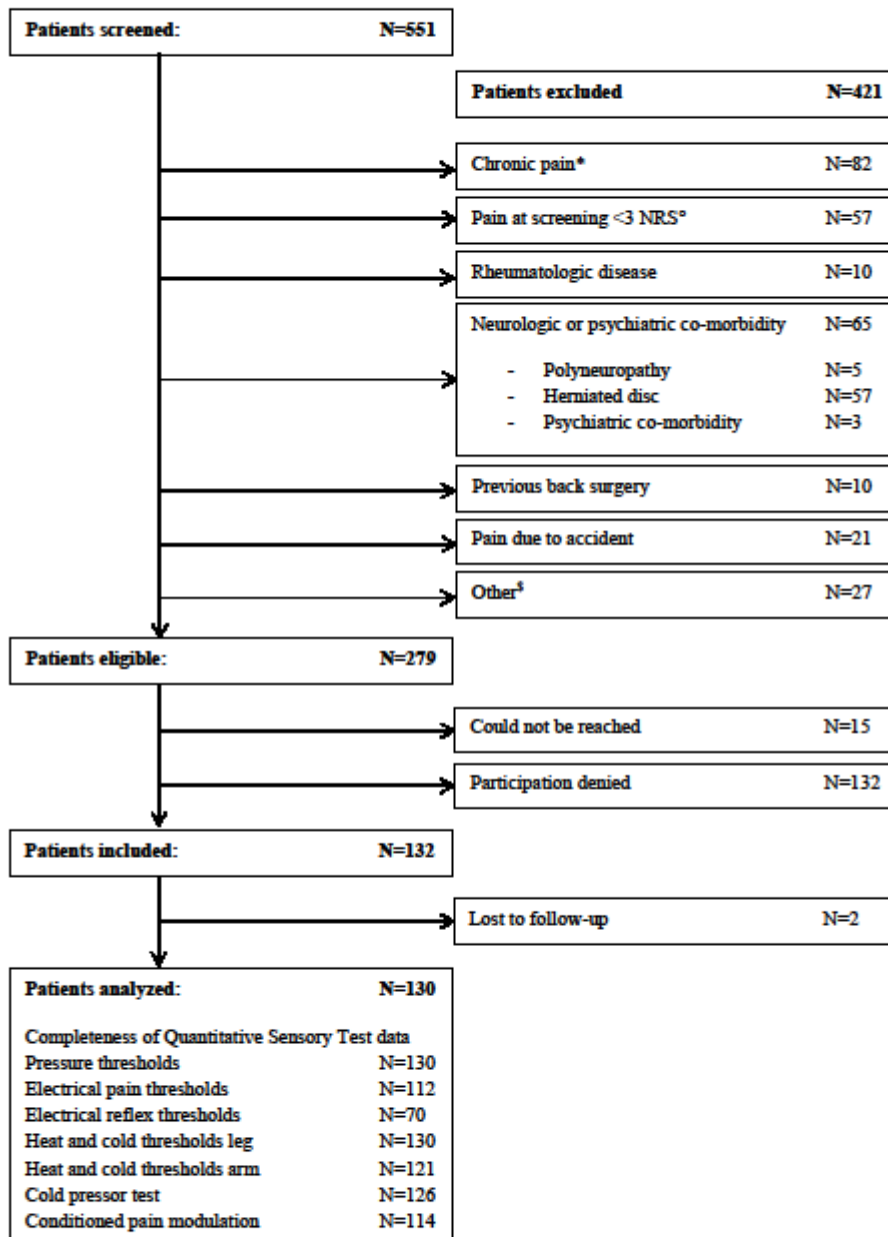 Patients screened: N=551
Patients excluded N=421
Chronic pain* N=82
Pain at screening <3 NRS° N=57
Rheumatologic disease N=10
Neurologic or psychiatric co-morbidity N=65
- Polyneuropathy N=5
- Herniated disc N=57
- Psychiatric co-morbidity N=3
Previous back surgery N=10
Pain due to accident N=21
Other$ N=27
Patients eligible: N=279
Could not be reached N=15
Participation denied N=132
Patients included: N=132
Lost to follow-up N=2
Patients analyzed: N=130
Completeness of Quantitative Sensory Test data
Pressure thresholds N=130
Electrical pain thresholds N=112
Electrical reflex thresholds N=70
Heat and cold thresholds leg N=130
Heat and cold thresholds arm N=121
Cold pressor test N=126
Conditioned pain modulation N=114